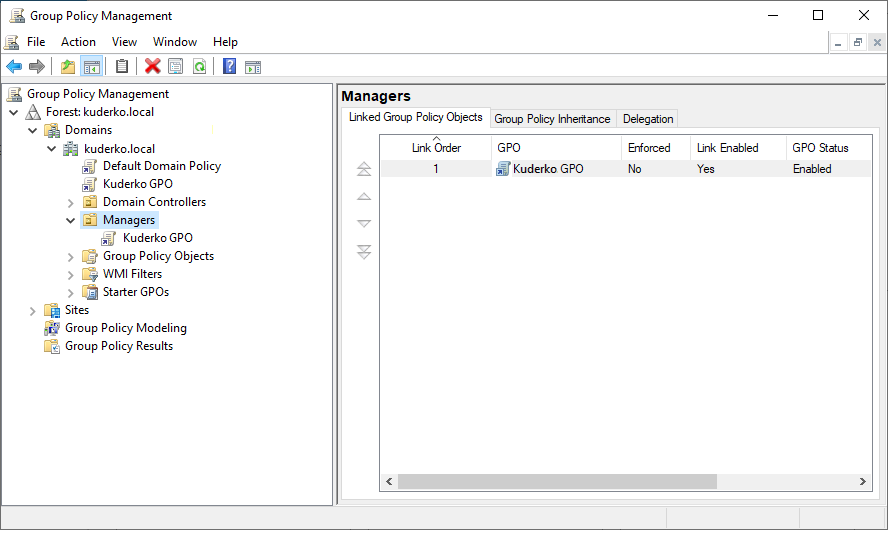 Group Policy Management
File Action View Window Help
Group Policy Management
Forest: kuderko.local
Domains
kuderko.local
Default Domain Policy
Kuderko GPO
Domain Controllers
Managers
Kuderko GPO
Group Policy Objects
WMI Filters
Starter GPOs
Sites
Group Policy Modeling
Group Policy Results
Managers
Linked Group Policy Objects Group Policy Inheritance Delegation
Link Order GPO Enforced Link Enabled GPO Status
1 Kuderko GPO No Yes Enabled